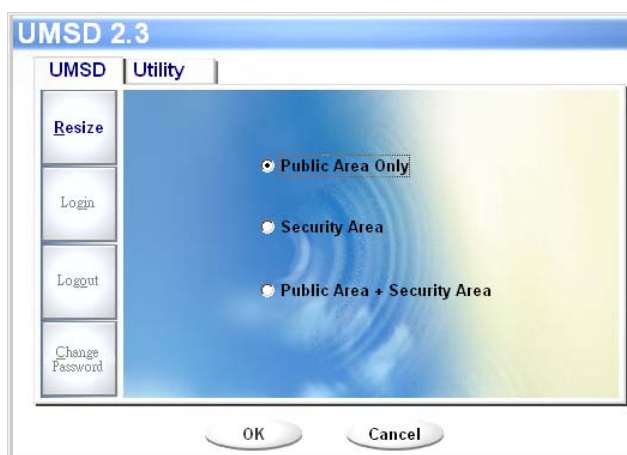 UMSD 2.3
UMSD Utility
Resize
Login
Logout
Change
Password
Public Area Only
Security Area
Public Area + Security Area
OK Cancel